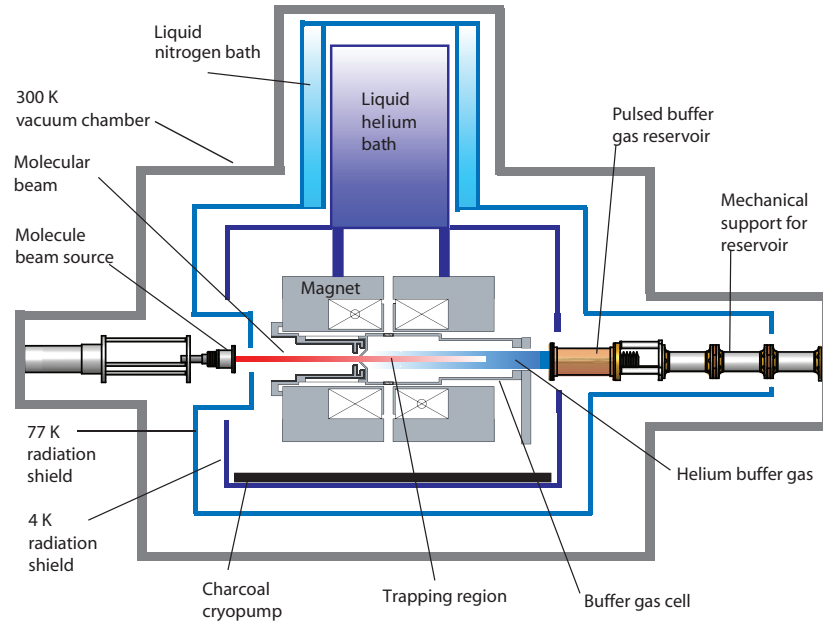 Liquid
nitrogen bath
300 K
vacuum chamber
Molecular
beam
Molecule
beam source
Liquid
helium
bath
Pulsed buffer
gas reservoir
Mechanical
support for
reservoir
Magnet
77 K
radiation
shield
4 K
radiation
shield
Charcoal
cryopump
Trapping region
Buffer gas cell
Helium buffer gas